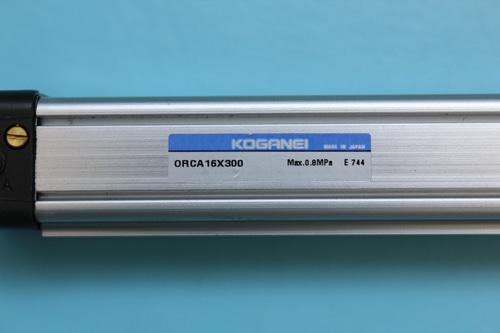 KOGANEI MADE IN JAPAN
ORCA16X300 Max.0.8MPa E 744
A